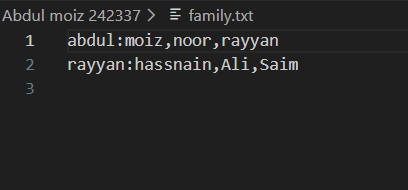 Abdul moiz 242337 > family.txt
1 abdul:moiz,noor,rayyan
2 rayyan:hassnain,Ali,Saim
3